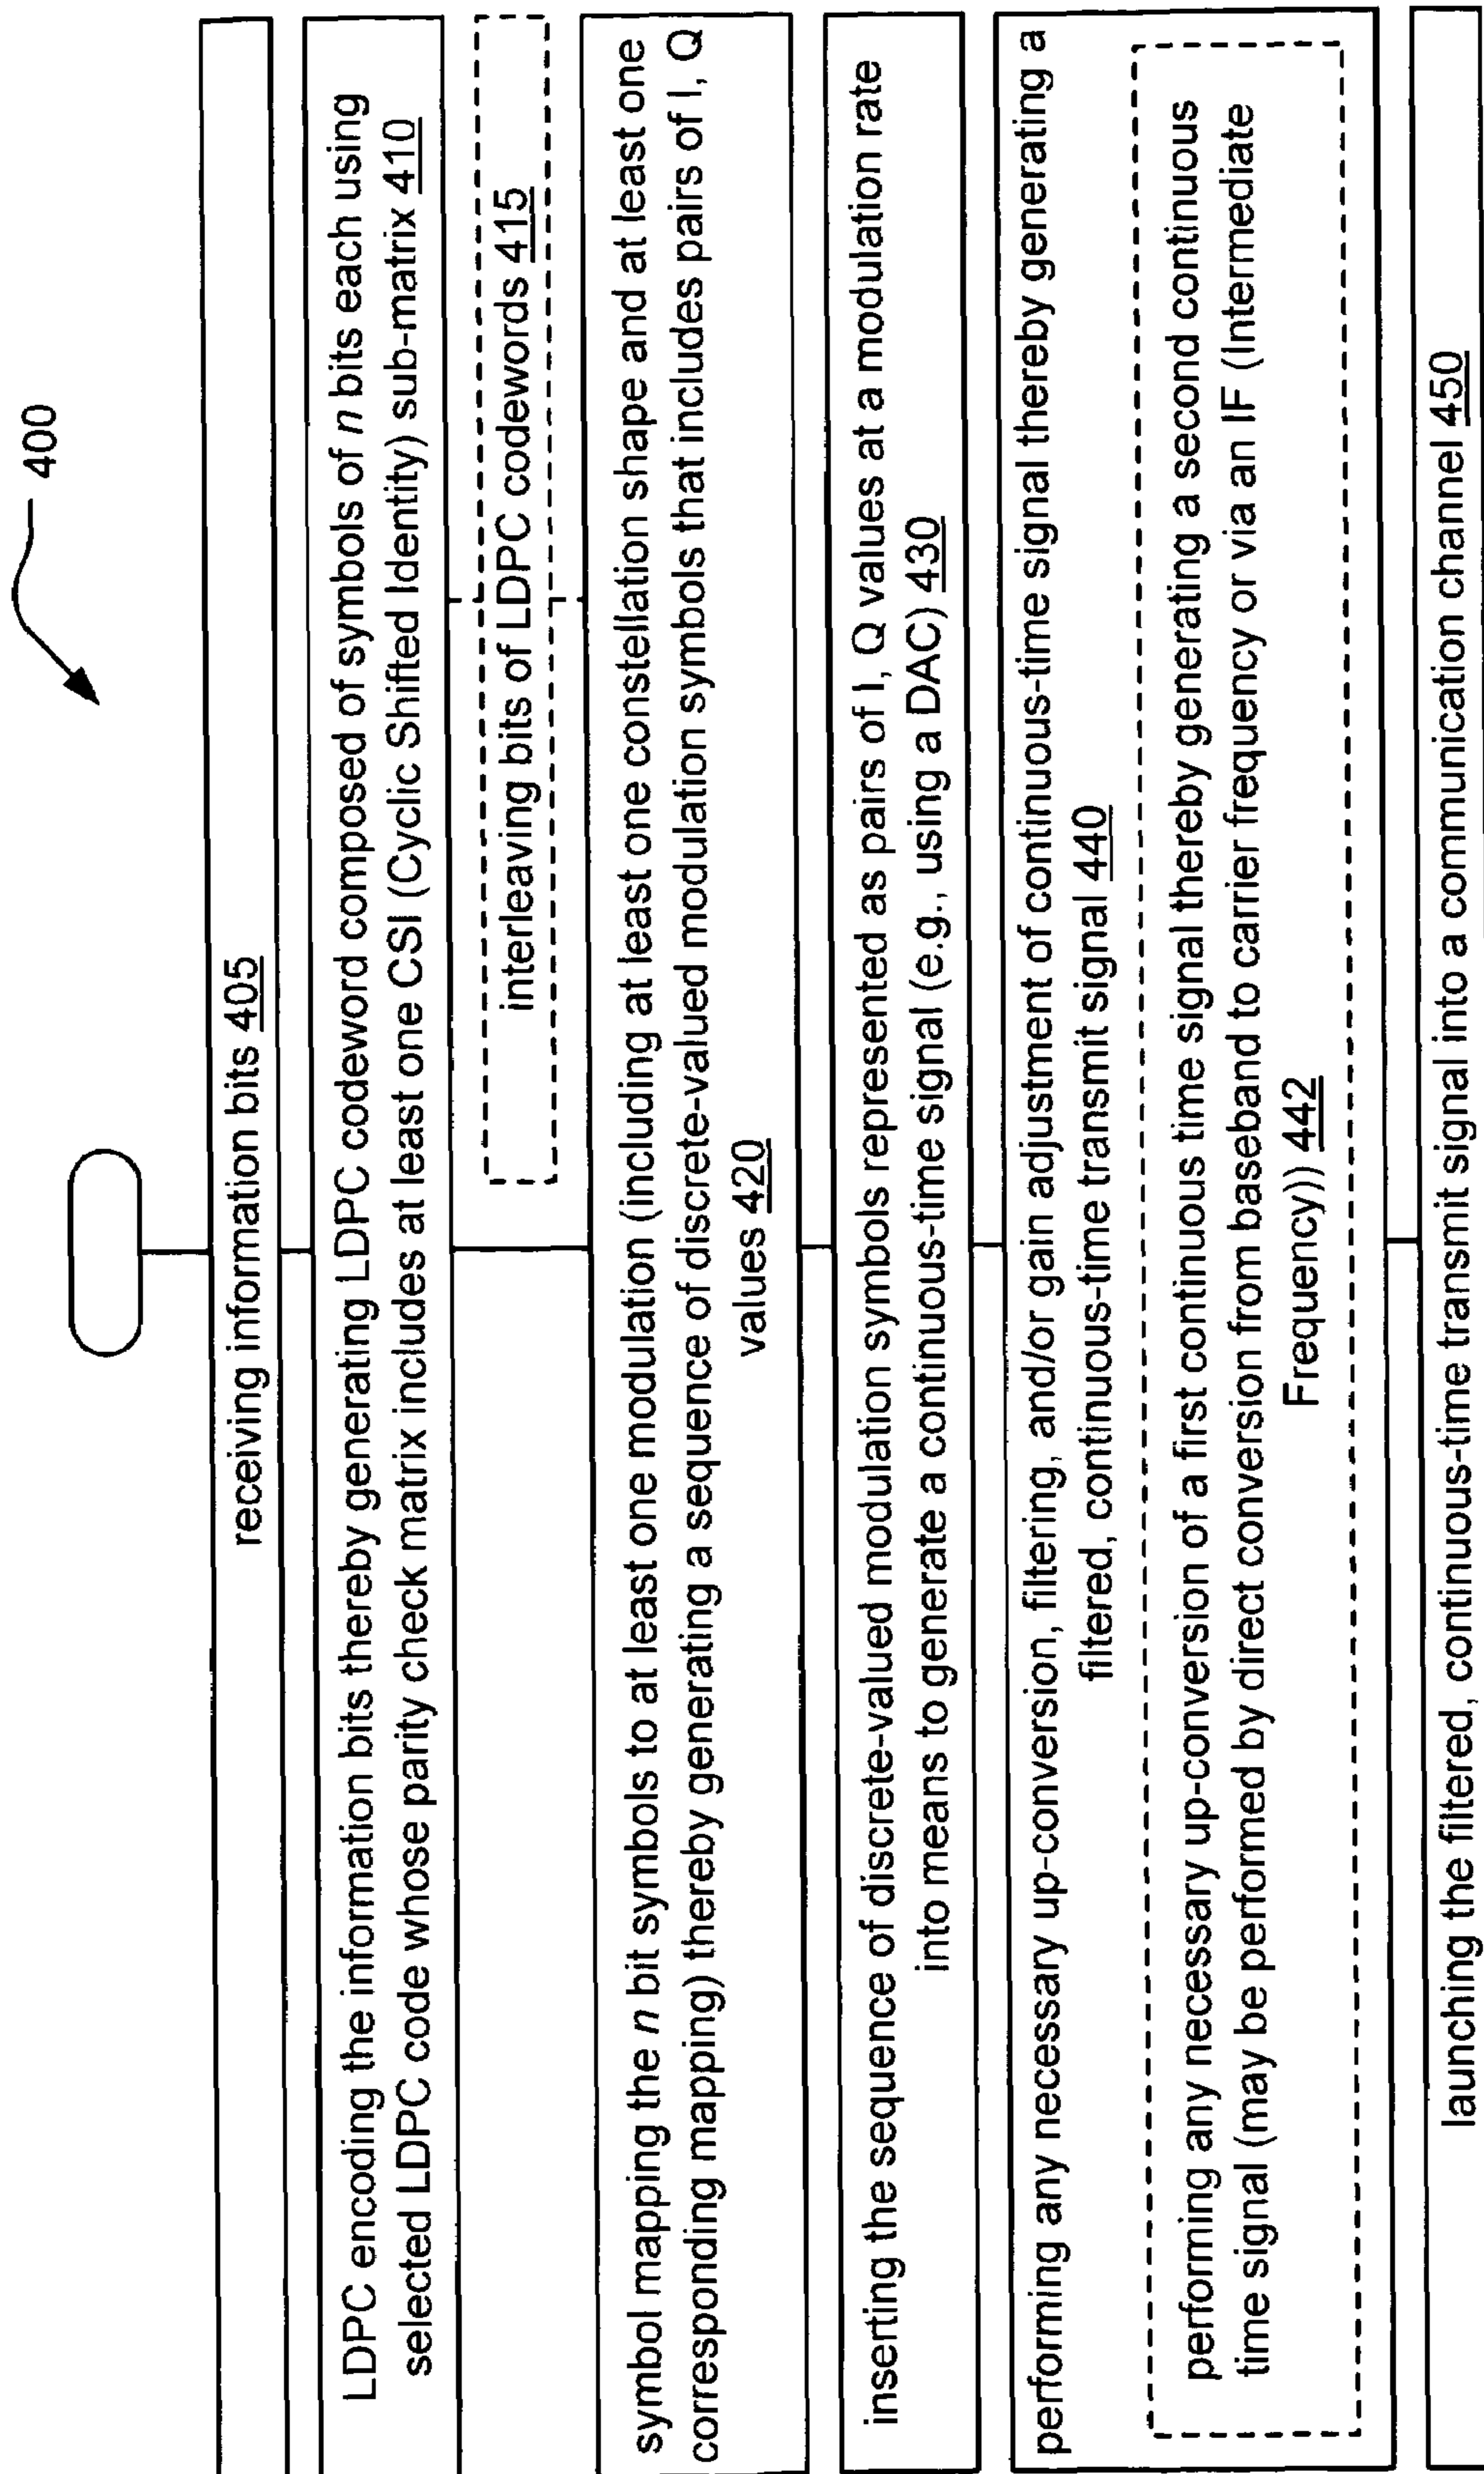 400
receiving information bits 405
LDPC encoding the information bits thereby generating LDPC codeword composed of symbols of n bits each using
selected LDPC code whose parity check matrix includes at least one CSI (Cyclic Shifted Identity) sub-matrix 410
interleaving bits of LDPC codewords 415
symbol mapping the n bit symbols to at least one modulation (including at least one constellation shape and at least one
corresponding mapping) thereby generating a sequence of discrete-valued modulation symbols that includes pairs of I, Q
values 420
inserting the sequence of discrete-valued modulation symbols represented as pairs of I, Q values at a modulation rate
into means to generate a continuous-time signal (e.g., using a DAC) 430
performing any necessary up-conversion, filtering, and/or gain adjustment of continuous-time signal thereby generating a
filtered, continuous-time transmit signal 440
performing any necessary up-conversion of a first continuous time signal thereby generating a second continuous
time signal (may be performed by direct conversion from baseband to carrier frequency or via an IF (Intermediate
Frequency)) 442
launching the filtered, continuous-time transmit signal into a communication channel 450